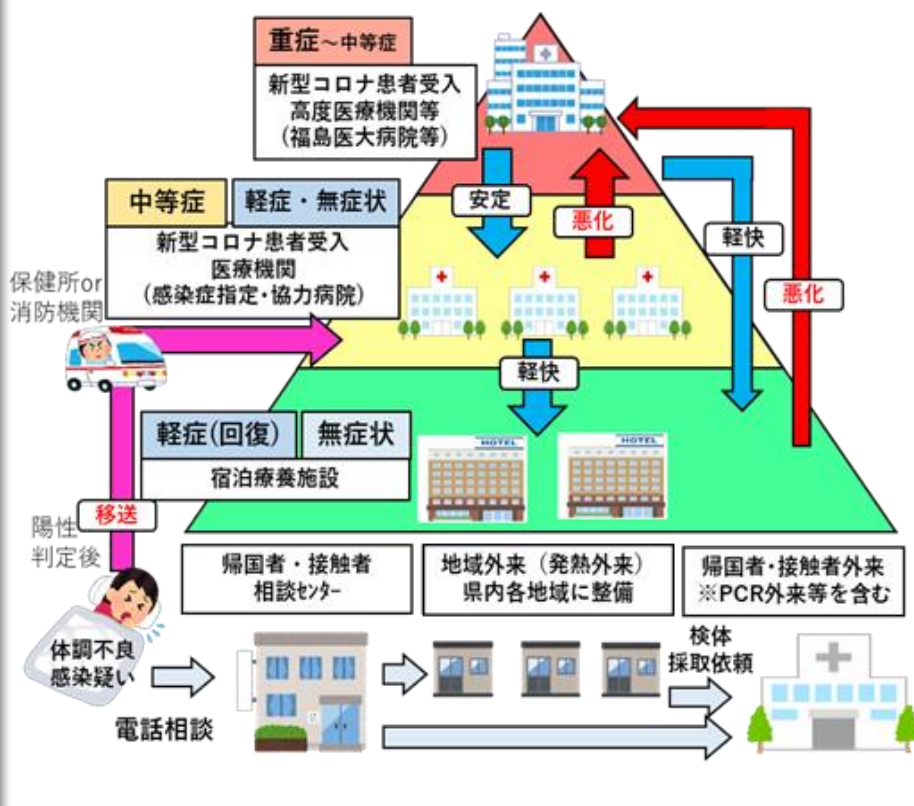 重症～中等症
新型コロナ患者受入
高度医療機関等
(福島医大病院等)
中等症
軽症・無症状
新型コロナ患者受入
医療機関
(感染症指定・協力病院)
安定
悪化
軽快
悪化
保健所or
消防機関
軽快
軽症(回復)
無症状
宿泊療養施設
HOTEL
HOTEL
移送
陽性
判定後
帰国者・接触者
相談ｾﾝﾀｰ
地域外来（発熱外来）
県内各地域に整備
帰国者･接触者外来
※PCR外来等を含む
体調不良
感染疑い
電話相談
検体
採取依頼